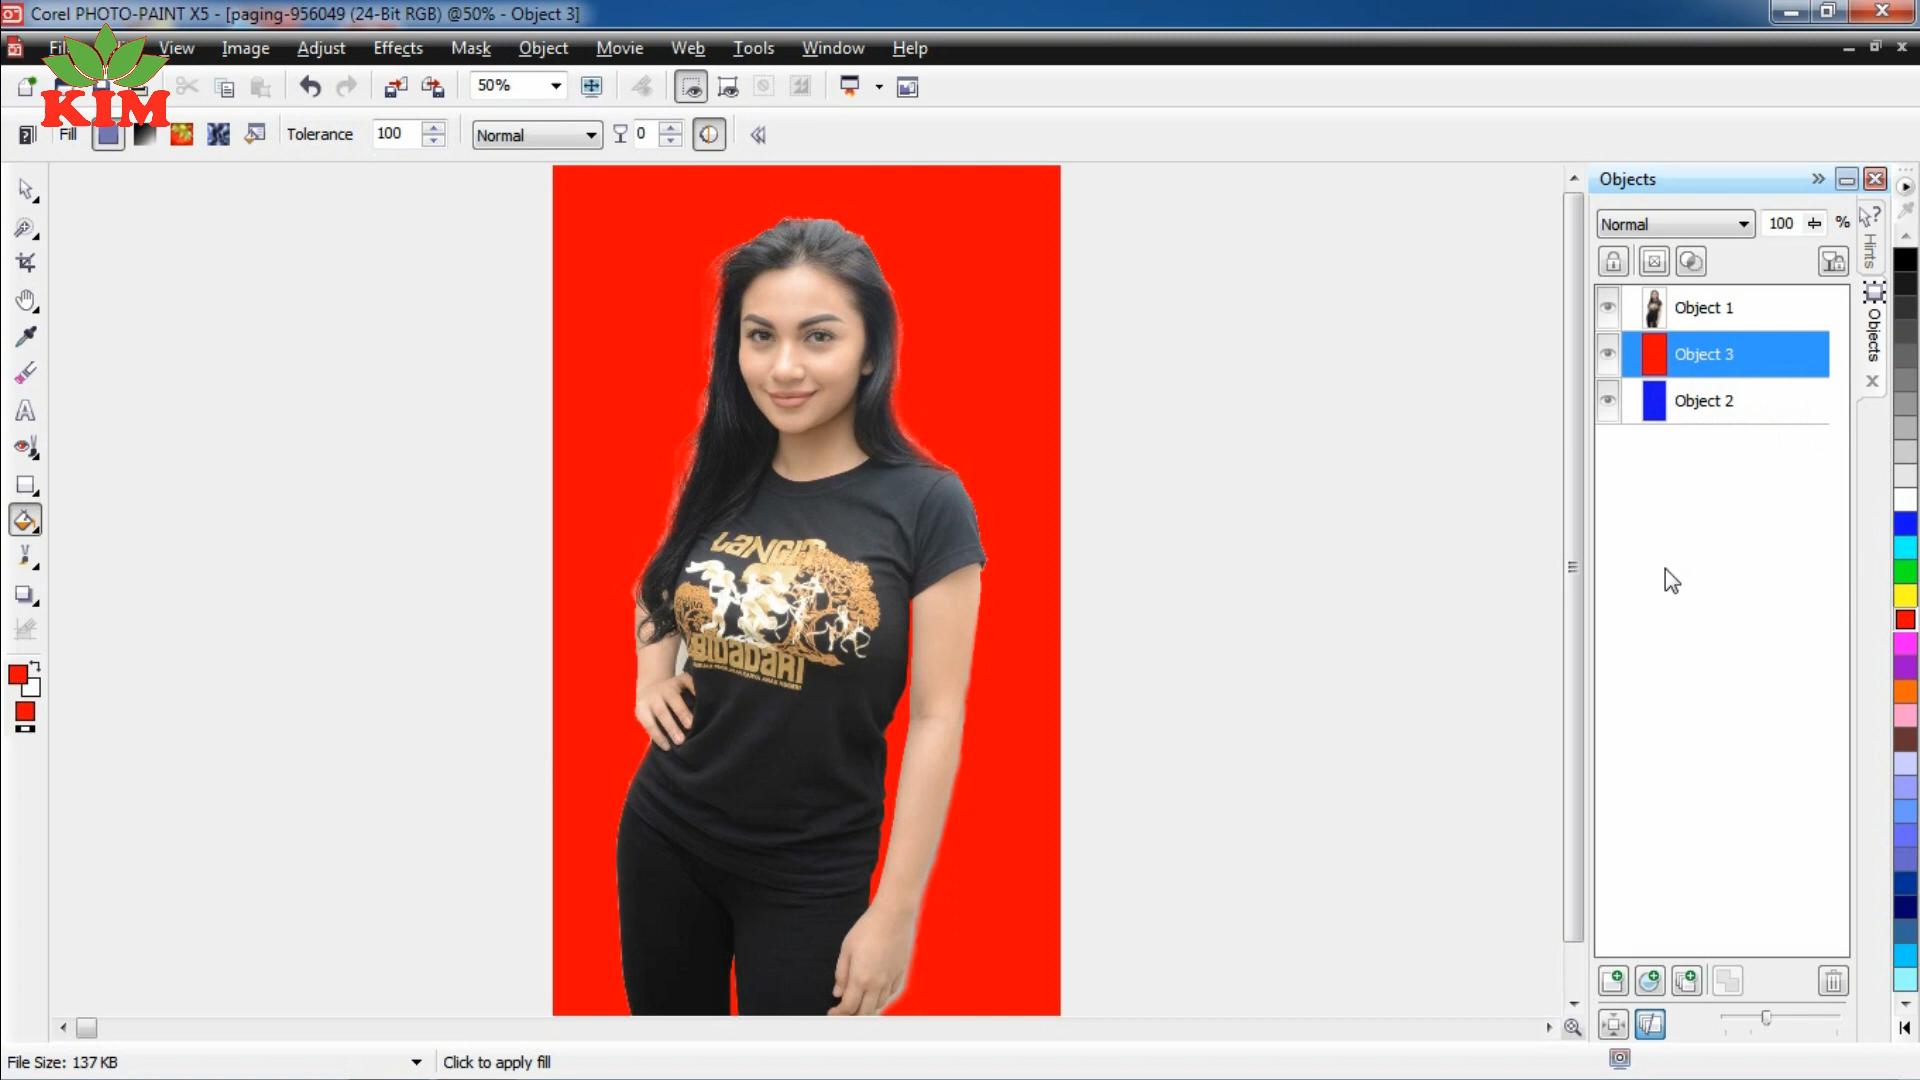 Corel PHOTO-PAINT X5 - [paging-956049 (24-Bit RGB) @50% - Object 3]
View Image Adjust Effects Mask Object Movie Web Tools Window Help
KIM
50%
Fill Tolerance 100 Normal 0
Objects
Normal 100 %
Hints
Object 1
Object 3
Object 2
Objects
LANGIT
BIDADARI
File Size: 137 KB Click to apply fill